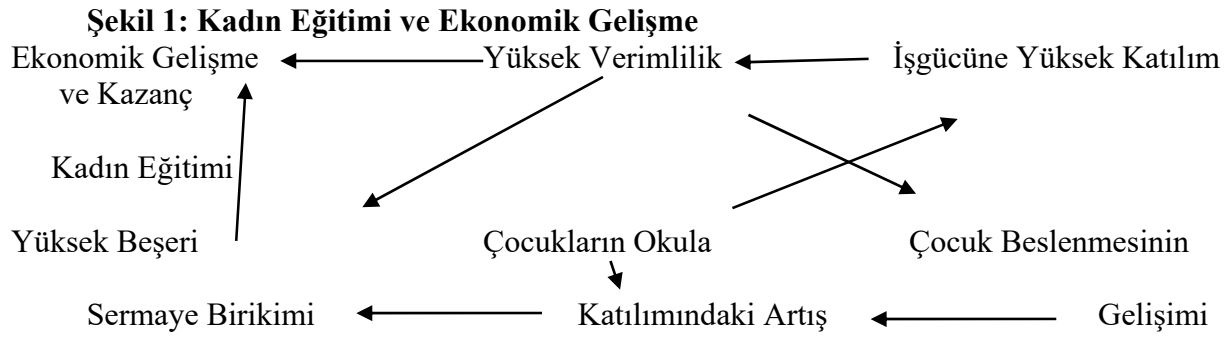 Şekil 1: Kadın Eğitimi ve Ekonomik Gelişme
Ekonomik Gelişme Yüksek Verimlilik İşgücüne Yüksek Katılım
ve Kazanç
Kadın Eğitimi
Yüksek Beşeri Çocukların Okula Çocuk Beslenmesinin
Sermaye Birikimi Katılımındaki Artış Gelişimi